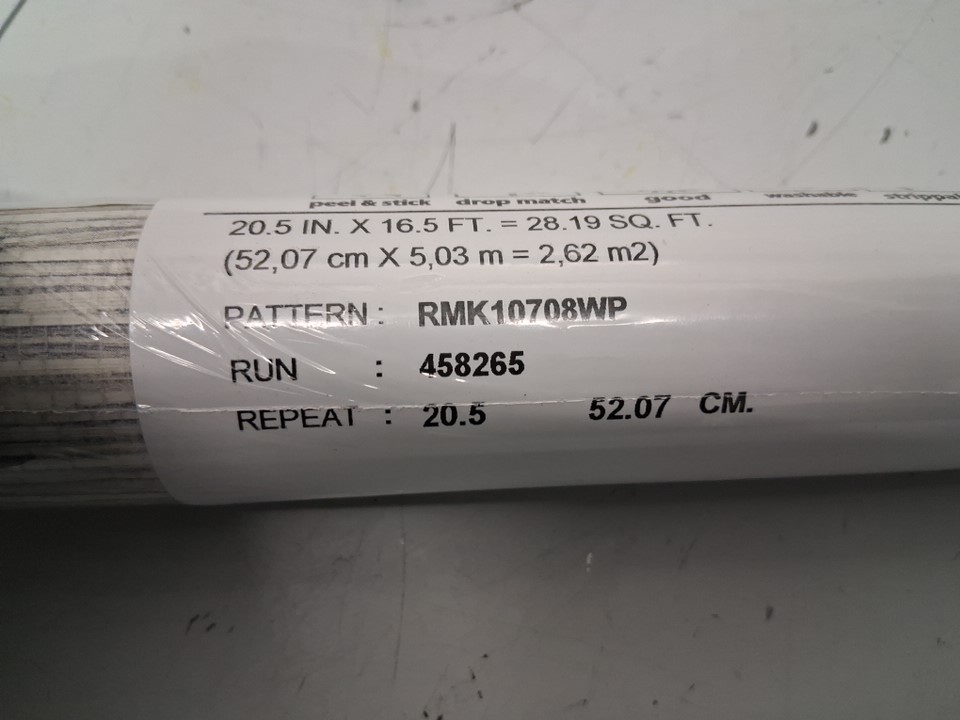 peel & stick drop match good washable strippa
20.5 IN. X 16.5 FT. = 28.19 SQ. FT.
(52,07 cm X 5,03 m = 2,62 m2)
PATTERN : RMK10708WP
RUN : 458265
REPEAT : 20.5 52.07 CM.